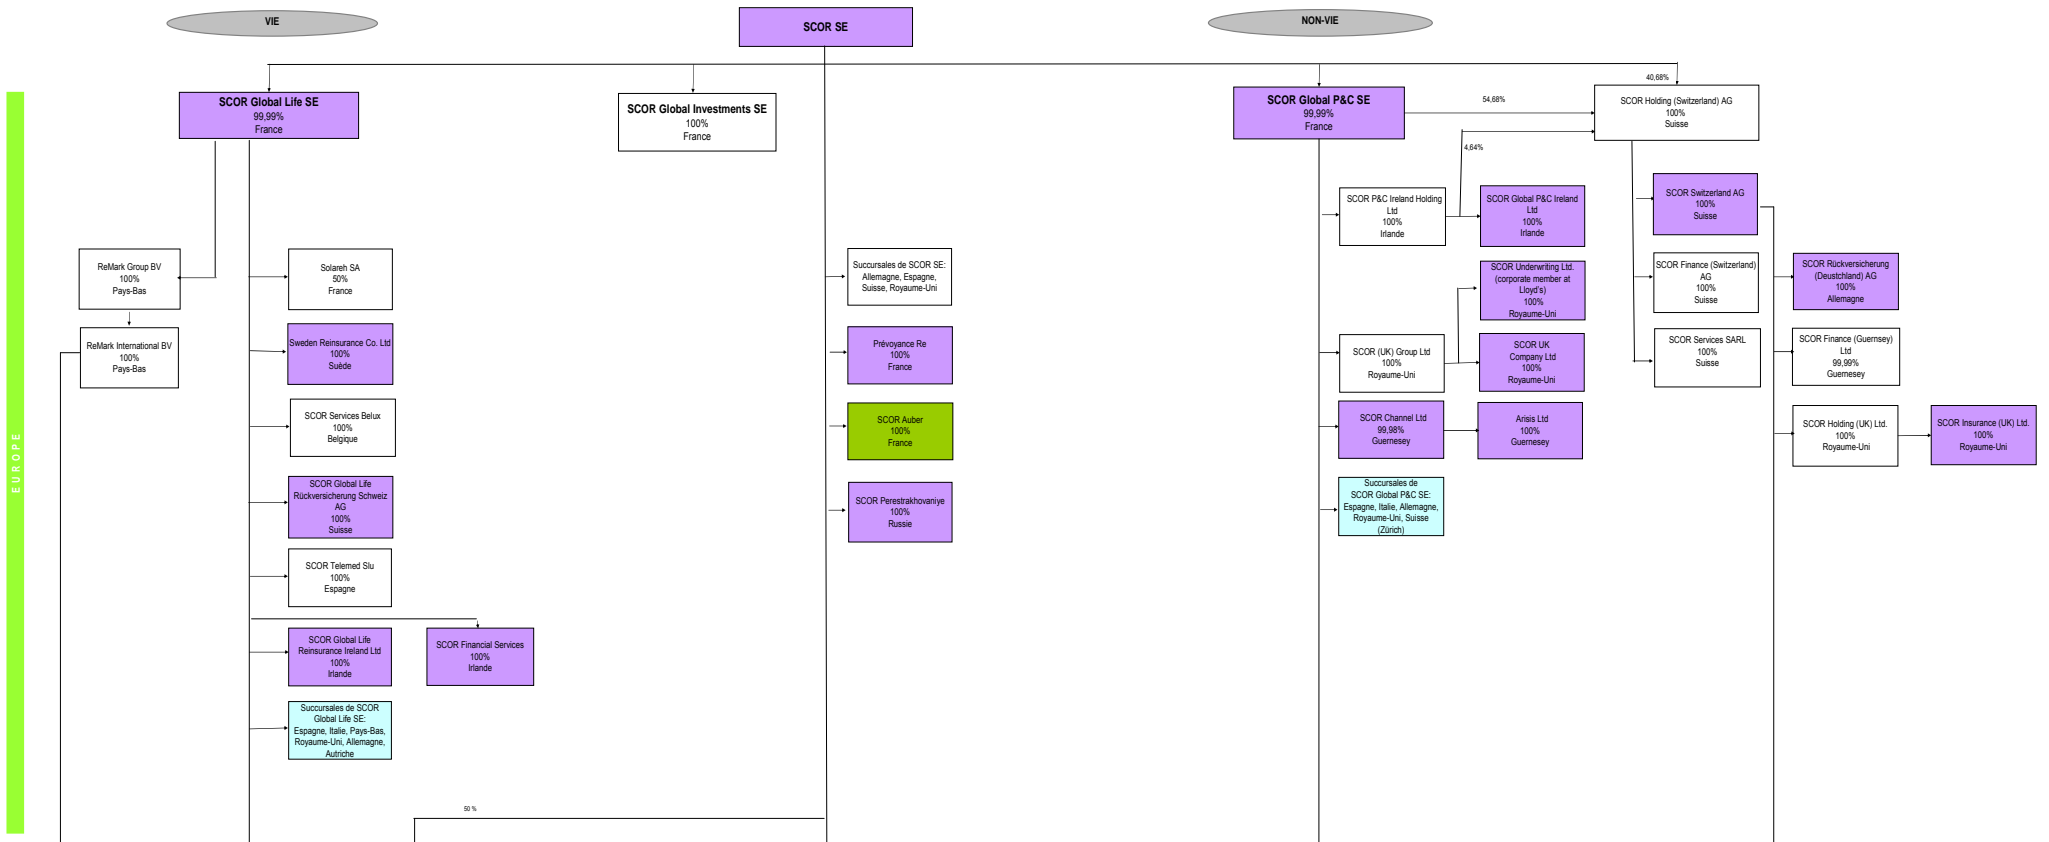 VIE
SCOR SE
NON-VIE
40,68%
SCOR Global Life SE
99,99%
France
SCOR Global Investments SE
100%
France
SCOR Global P&C SE
99,99%
France
54,68%
SCOR Holding (Switzerland) AG
100%
Suisse
4,64%
SCOR P&C Ireland Holding
Ltd
100%
Irlande
SCOR Global P&C Ireland
Ltd
100%
Irlande
SCOR Switzerland AG
100%
Suisse
ReMark Group BV
100%
Pays-Bas
Solareh SA
50%
France
Succursales de SCOR SE:
Allemagne, Espagne,
Suisse, Royaume-Uni
SCOR Underwriting Ltd.
(corporate member at
Lloyd's)
100%
Royaume-Uni
SCOR Finance (Switzerland)
AG
100%
Suisse
SCOR Rückversicherung
(Deustchland) AG
100%
Allemagne
ReMark International BV
100%
Pays-Bas
Sweden Reinsurance Co. Ltd
100%
Suède
Prévoyance Re
100%
France
SCOR (UK) Group Ltd
100%
Royaume-Uni
SCOR UK
Company Ltd
100%
Royaume-Uni
SCOR Services SARL
100%
Suisse
SCOR Finance (Guernsey)
Ltd
99,99%
Guernesey
SCOR Services Belux
100%
Belgique
SCOR Auber
100%
France
SCOR Channel Ltd
99,98%
Guernesey
Arisis Ltd
100%
Guernesey
SCOR Holding (UK) Ltd.
100%
Royaume-Uni
SCOR Insurance (UK) Ltd.
100%
Royaume-Uni
EUROPE
SCOR Global Life
Rückversicherung Schweiz
AG
100%
Suisse
SCOR Perestrakhovaniye
100%
Russie
Succursales de
SCOR Global P&C SE:
Espagne, Italie, Allemagne,
Royaume-Uni, Suisse
(Zürich)
SCOR Telemed Slu
100%
Espagne
SCOR Global Life
Reinsurance Ireland Ltd
100%
Irlande
SCOR Financial Services
100%
Irlande
Succursales de SCOR
Global Life SE:
Espagne, Italie, Pays-Bas,
Royaume-Uni, Allemagne,
Autriche
50 %